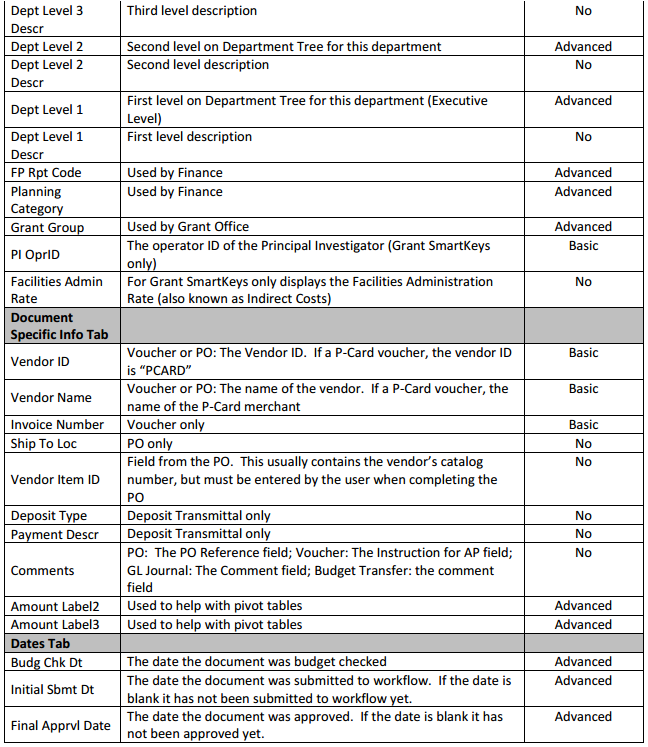 Dept Level 3 Third level description No
Descr
Dept Level 2 Second level on Department Tree for this department Advanced
Dept Level 2 Second level description No
Descr
Dept Level 1 First level on Department Tree for this department (Executive Advanced
Level)
Dept Level 1 First level description No
Descr
FP Rpt Code Used by Finance Advanced
Planning Used by Finance Advanced
Category
Grant Group Used by Grant Office Advanced
PI OprID The operator ID of the Principal Investigator (Grant SmartKeys Basic
only)
Facilities Admin For Grant SmartKeys only displays the Facilities Administration No
Rate Rate (also known as Indirect Costs)
Document
Specific Info Tab
Vendor ID Voucher or PO: The Vendor ID. If a P-Card voucher, the vendor ID Basic
is “PCARD”
Vendor Name Voucher or PO: The name of the vendor. If a P-Card voucher, the Basic
name of the P-Card merchant
Invoice Number Voucher only Basic
Ship To Loc PO only No
Vendor Item ID Field from the PO. This usually contains the vendor’s catalog No
number, but must be entered by the user when completing the
PO
Deposit Type Deposit Transmittal only No
Payment Descr Deposit Transmittal only No
Comments PO: The PO Reference field; Voucher: The Instruction for AP field; No
GL Journal: The Comment field; Budget Transfer: the comment
field
Amount Label2 Used to help with pivot tables Advanced
Amount Label3 Used to help with pivot tables Advanced
Dates Tab
Budg Chk Dt The date the document was budget checked Advanced
Initial Sbmt Dt The date the document was submitted to workflow. If the date is Advanced
blank it has not been submitted to workflow yet.
Final Apprvl Date The date the document was approved. If the date is blank it has Advanced
not been approved yet.